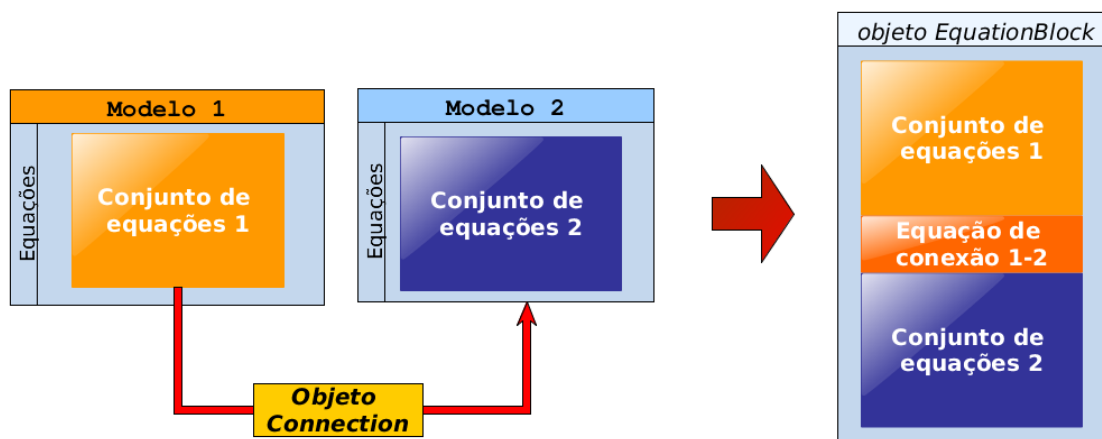 objeto EquationBlock
Modelo 1
Modelo 2
Equações
Conjunto de
equações 1
Equações
Conjunto de
equações 2
Conjunto de
equações 1
Equação de
conexão 1-2
Conjunto de
equações 2
Objeto
Connection